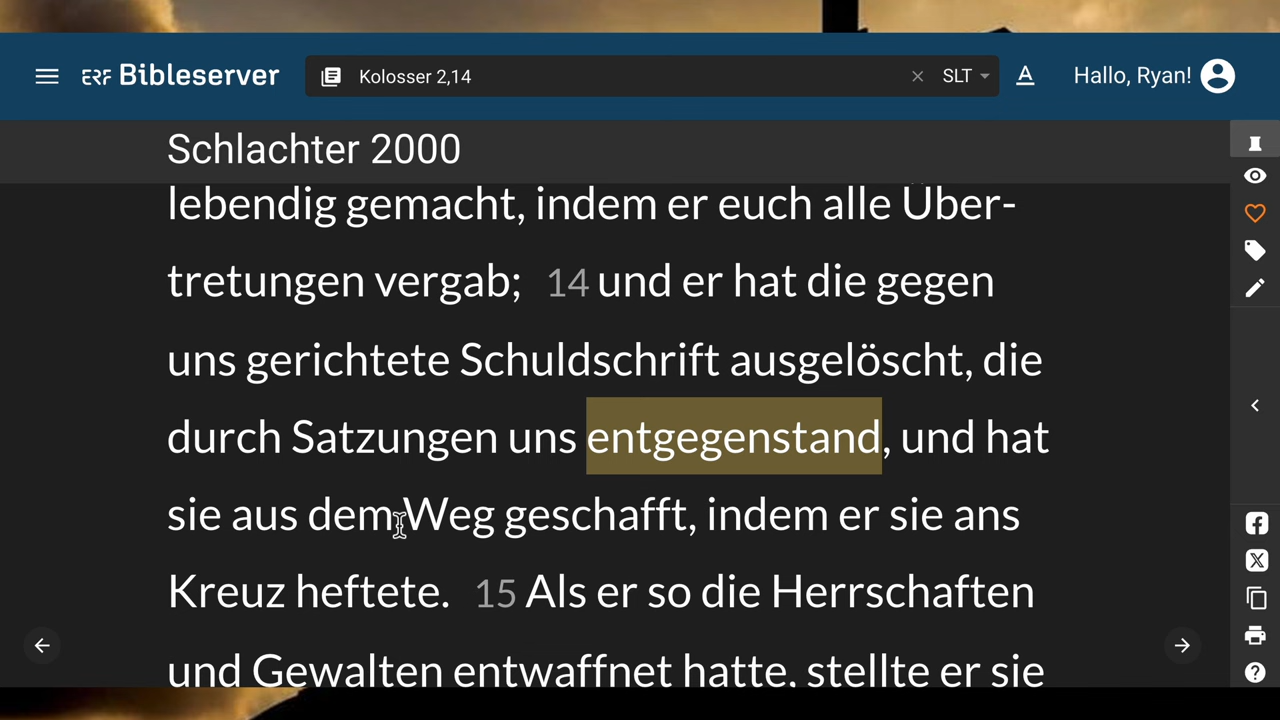 ERF Bibleserver
Kolosser 2,14
SLT
Hallo, Ryan!
Schlachter 2000
lebendig gemacht, indem er euch alle Über-
tretungen vergab; 14 und er hat die gegen
uns gerichtete Schuldschrift ausgelöscht, die
durch Satzungen uns entgegenstand, und hat
sie aus dem Weg geschafft, indem er sie ans
Kreuz heftete. 15 Als er so die Herrschaften
und Gewalten entwaffnet hatte, stellte er sie